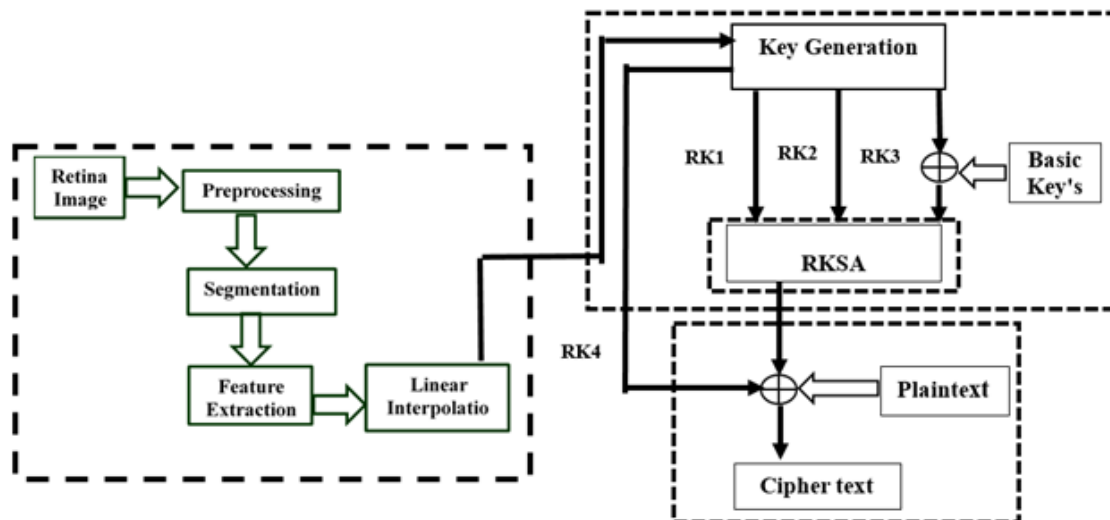 Retina
Image
Preprocessing
Segmentation
Feature
Extraction
Linear
Interpolatio
Key Generation
RK1
RK2
RK3
Basic
Key's
RKSA
RK4
Plaintext
Cipher text